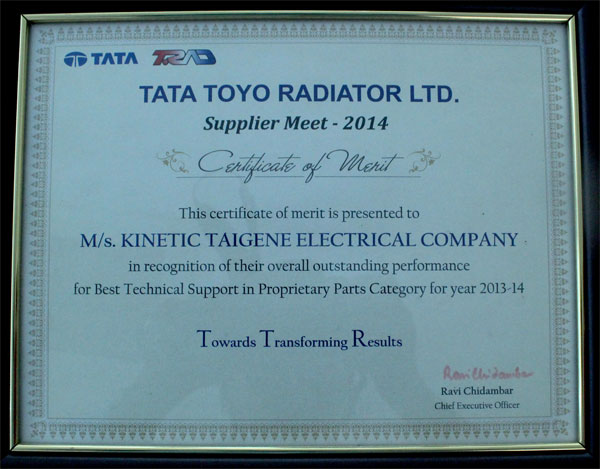 TATA TRAD
TATA TOYO RADIATOR LTD.
Supplier Meet - 2014
Certificate of Merit
This certificate of merit is presented to
M/s. KINETIC TAIGENE ELECTRICAL COMPANY
in recognition of their overall outstanding performance
for Best Technical Support in Proprietary Parts Category for year 2013-14
Towards Transforming Results
Ravi Chidambar
Ravi Chidambar
Chief Executive Officer